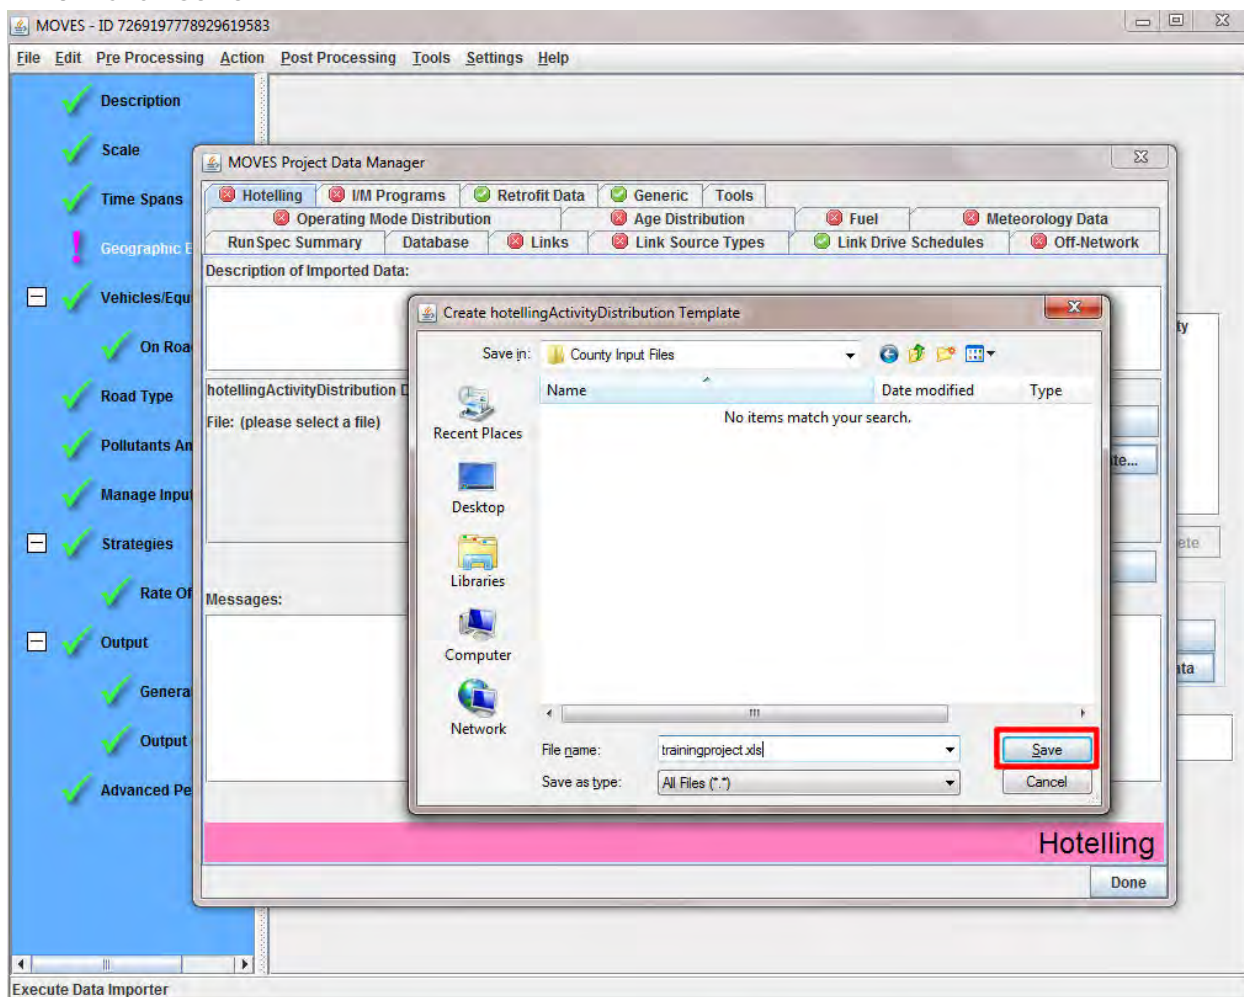 MOVES - ID 7269197778929619583
File Edit Pre Processing Action Post Processing Tools Settings Help
Description
Scale
Time Spans
Geographic B
Vehicles/Equ
On Roa
Road Type
Pollutants An
Manage Inpu
Strategies
Rate Of
Output
Genera
Output
Advanced Pe
MOVES Project Data Manager
Hotelling I/M Programs Retrofit Data Generic Tools
Operating Mode Distribution Age Distribution Fuel Meteorology Data
RunSpec Summary Database Links Link Source Types Link Drive Schedules Off-Network
Description of Imported Data:
hotellingActivityDistribution D
File: (please select a file)
Messages:
Create hotellingActivityDistribution Template
Save in: County Input Files
Name Date modified Type
No items match your search.
Recent Places
Desktop
Libraries
Computer
Network
File name: trainingproject.xls Save
Save as type: All Files (*.*) Cancel
ty
te...
ete
ata
Hotelling
Done
Execute Data Importer